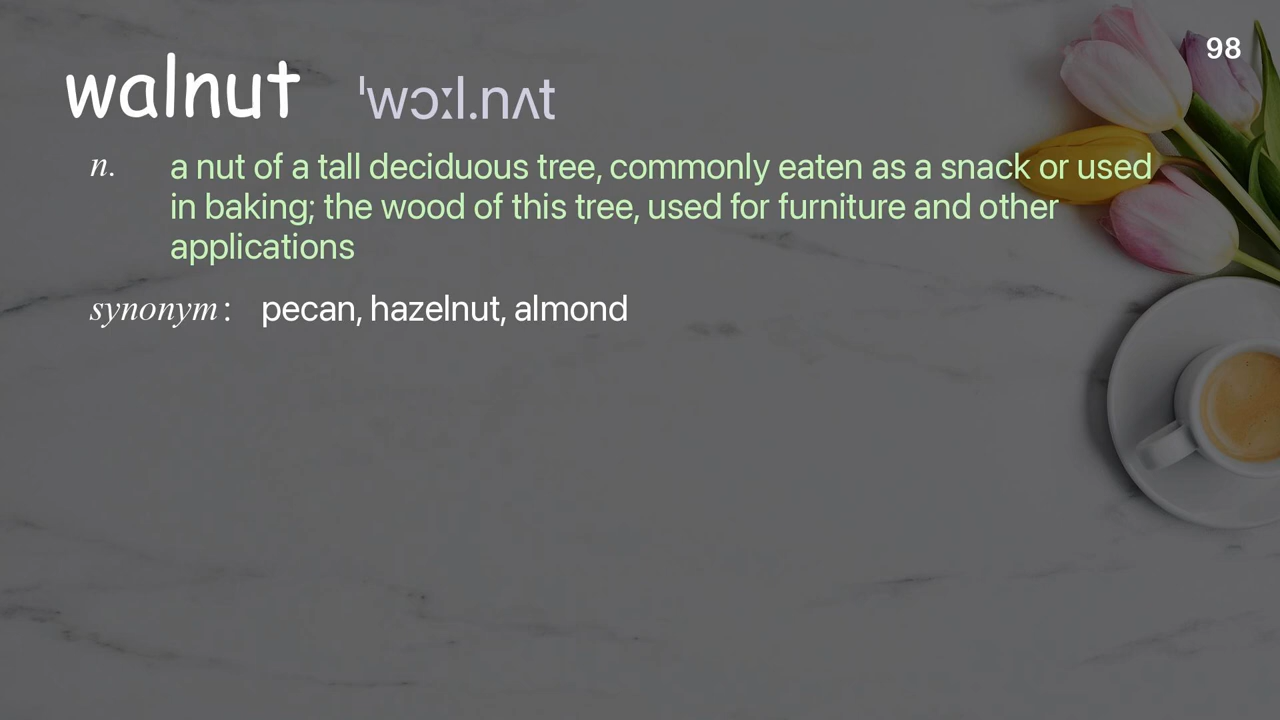 98
walnut ˈwɔːl.nʌt
n. a nut of a tall deciduous tree, commonly eaten as a snack or used
in baking; the wood of this tree, used for furniture and other
applications
synonym: pecan, hazelnut, almond